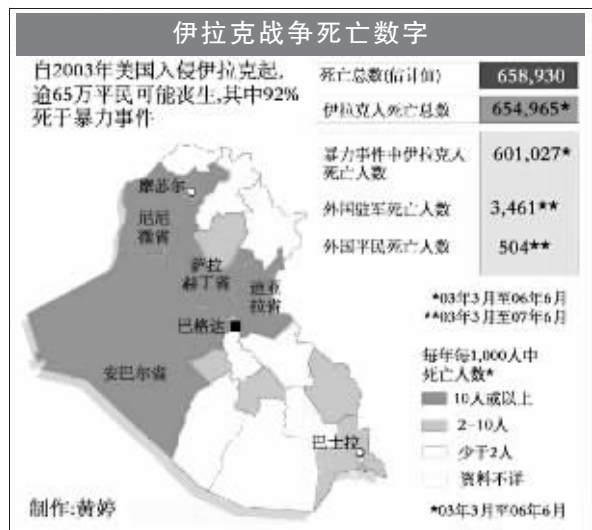 伊拉克战争死亡数字
自2003年美国入侵伊拉克起,
逾65万平民可能丧生,其中92%
死于暴力事件
死亡总数(估计值) 658,930
伊拉克人死亡总数 654,965*
暴力事件中伊拉克人
死亡人数 601,027*
外国驻军死亡人数 3,461**
外国平民死亡人数 504**
*03年3月至06年6月
**03年3月至07年6月
摩苏尔
尼尼
微省
萨拉
赫丁省
迪亚
拉省
巴格达
安巴尔省
巴士拉
每年每1,000人中
死亡人数*
10人或以上
2-10人
少于2人
资料不详
制作:黄婷
*03年3月至06年6月